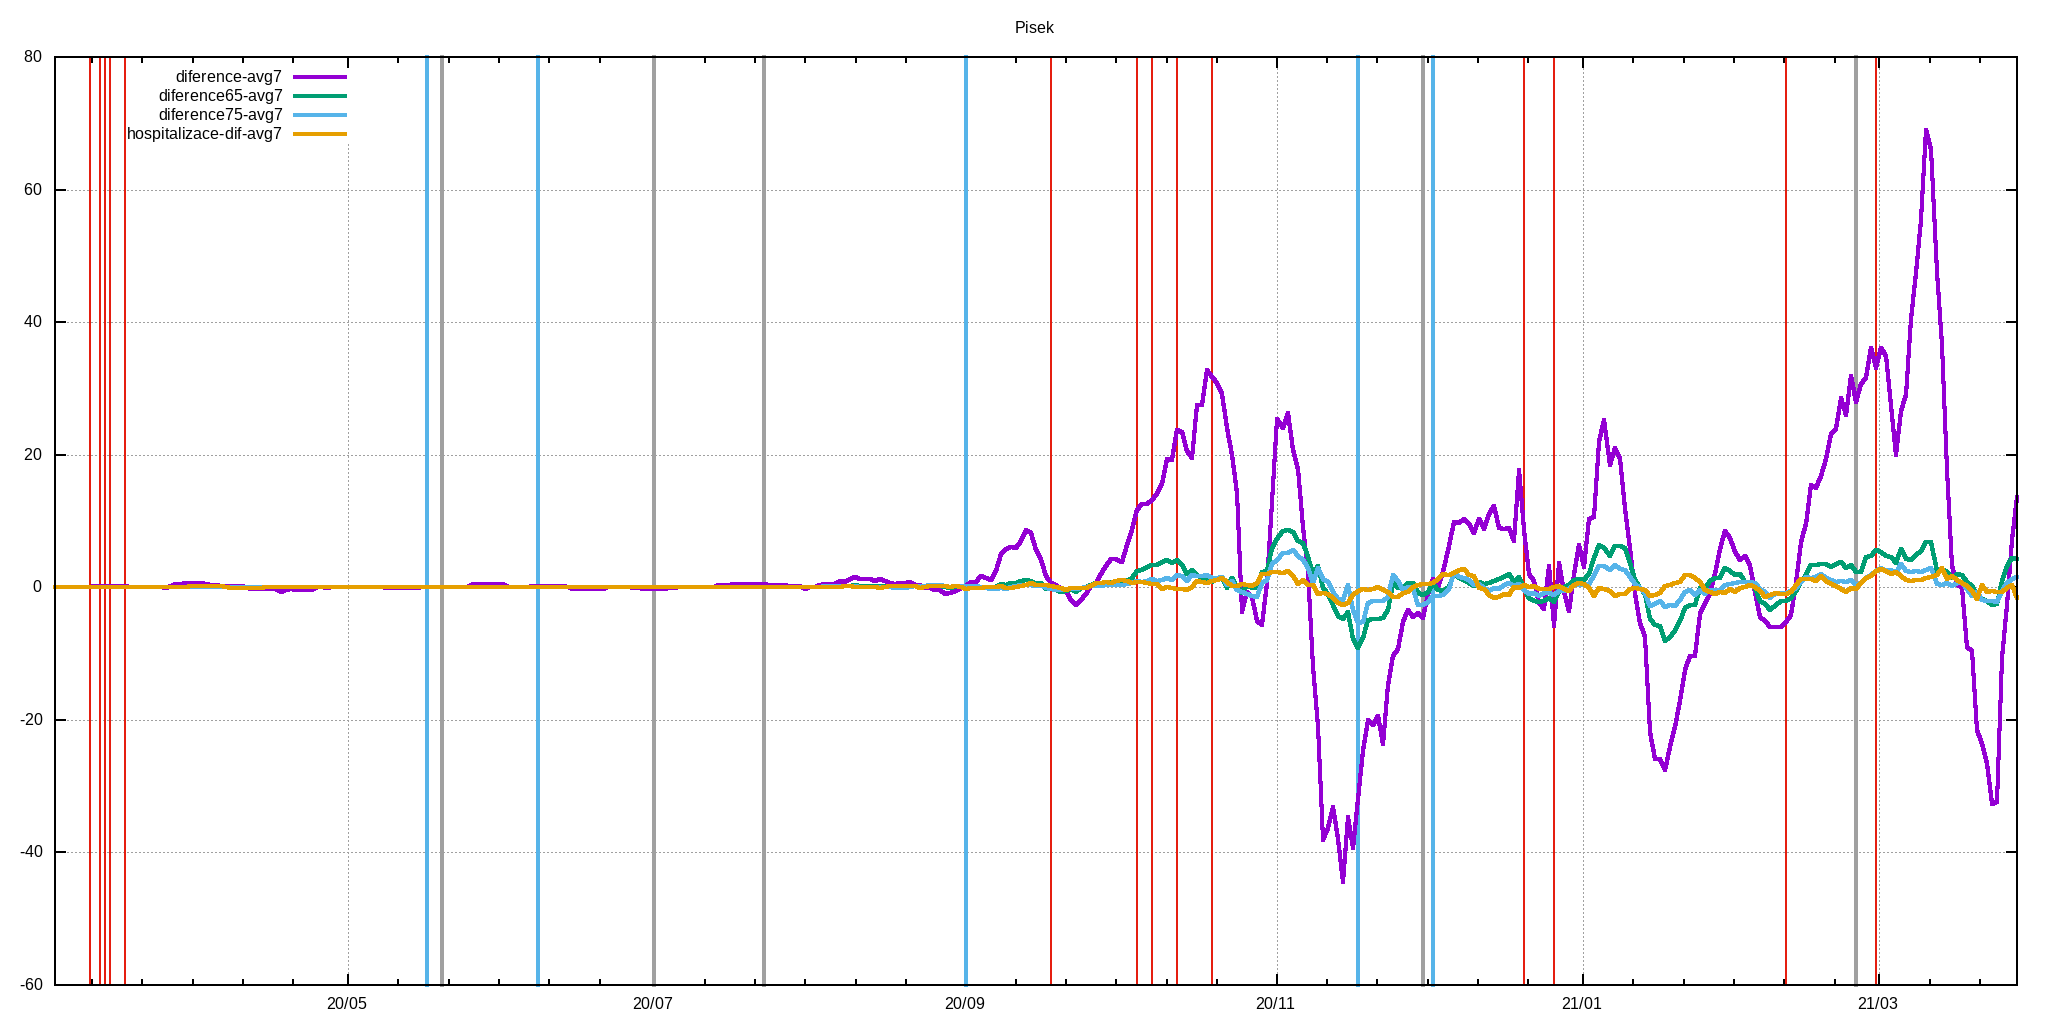 Pisek
80
diference-avg7
diference65-avg7
diference75-avg7
hospitalizace-dif-avg7
60
40
20
0
-20
-40
-60
20/05 20/07 20/09 20/11 21/01 21/03